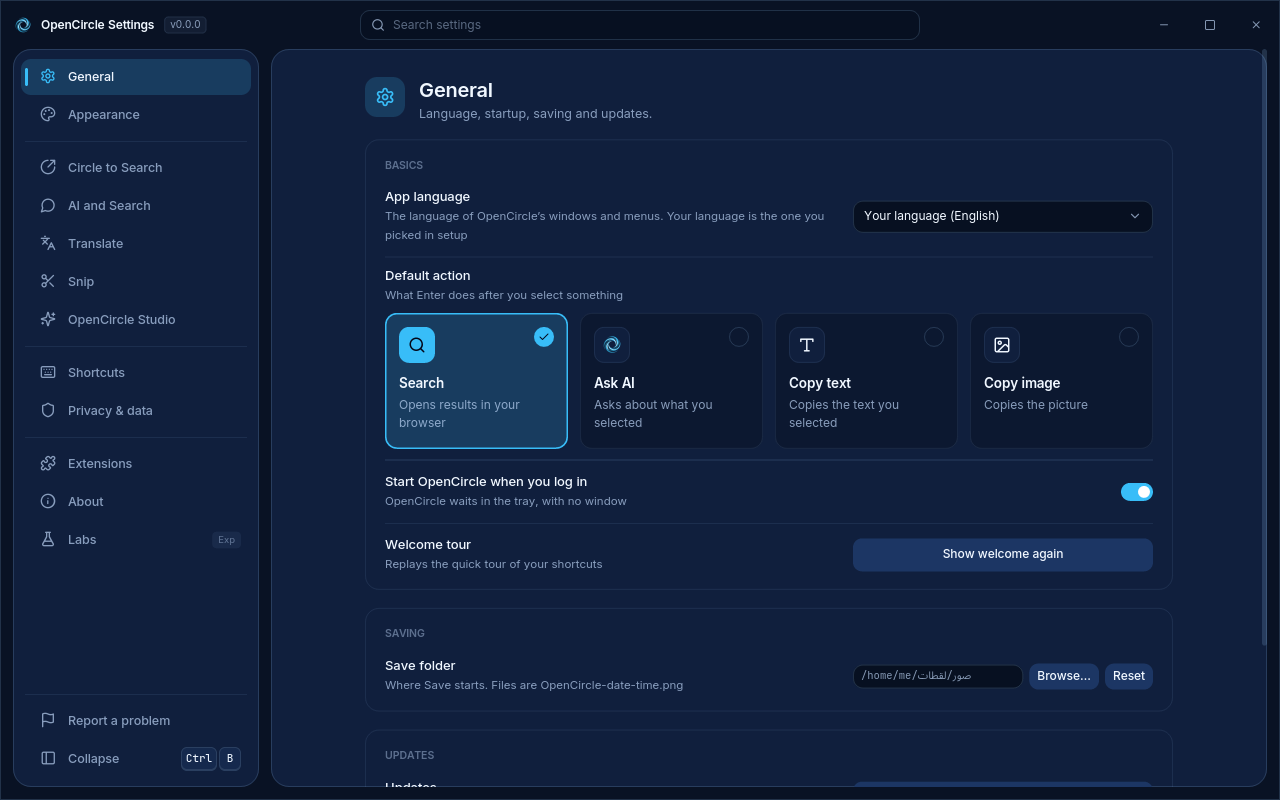 OpenCircle Settings v0.0.0
Search settings
General
Appearance
Circle to Search
AI and Search
Translate
Snip
OpenCircle Studio
Shortcuts
Privacy & data
Extensions
About
Labs Exp
Report a problem
Collapse Ctrl B
General
Language, startup, saving and updates.
BASICS
App language
The language of OpenCircle's windows and menus. Your language is the one you
picked in setup
Your language (English)
Default action
What Enter does after you select something
Search
Opens results in your
browser
Ask AI
Asks about what you
selected
Copy text
Copies the text you
selected
Copy image
Copies the picture
Start OpenCircle when you log in
OpenCircle waits in the tray, with no window
Welcome tour
Replays the quick tour of your shortcuts
Show welcome again
SAVING
Save folder
Where Save starts. Files are OpenCircle-date-time.png
/home/me/صور/لقطات
Browse...
Reset
UPDATES
Updates